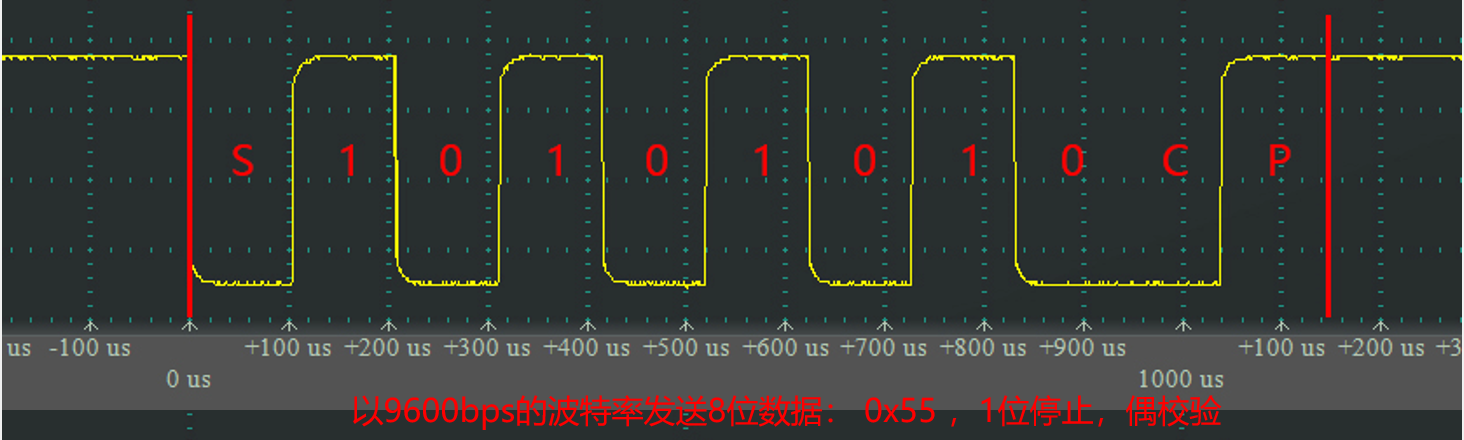 S 1 0 1 0 1 0 1 0 C P
us -100 us +100 us +200 us +300 us +400 us +500 us +600 us +700 us +800 us +900 us +100 us +200 us +3
0 us 1000 us
以9600bps的波特率发送8位数据： 0x55 ，1位停止，偶校验